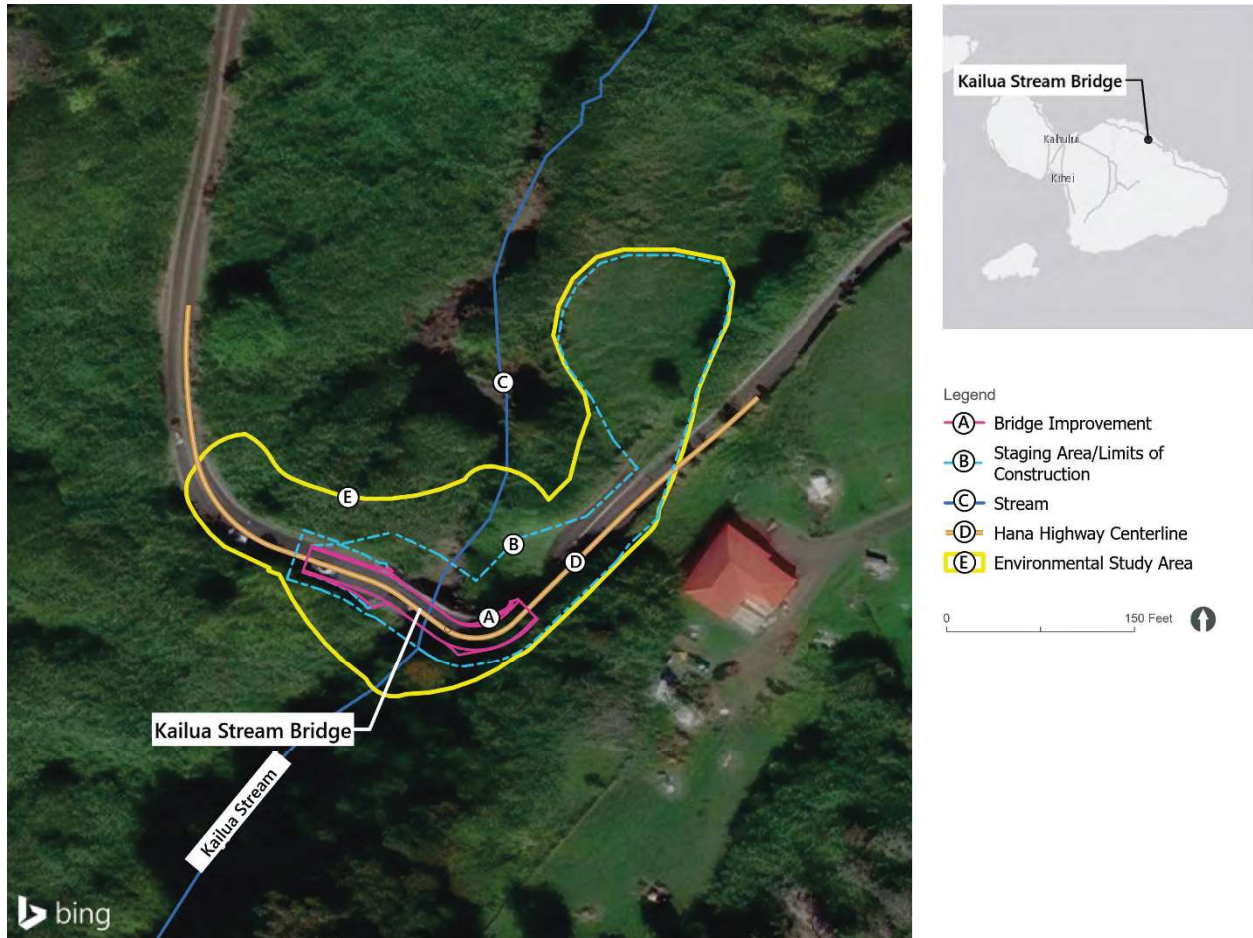 Kailua Stream Bridge
Kahului
Kihei
C
E
B
D
A
Kailua Stream Bridge
Kailua Stream
bing
Legend
A Bridge Improvement
B Staging Area/Limits of
Construction
C Stream
D Hana Highway Centerline
E Environmental Study Area
0 150 Feet